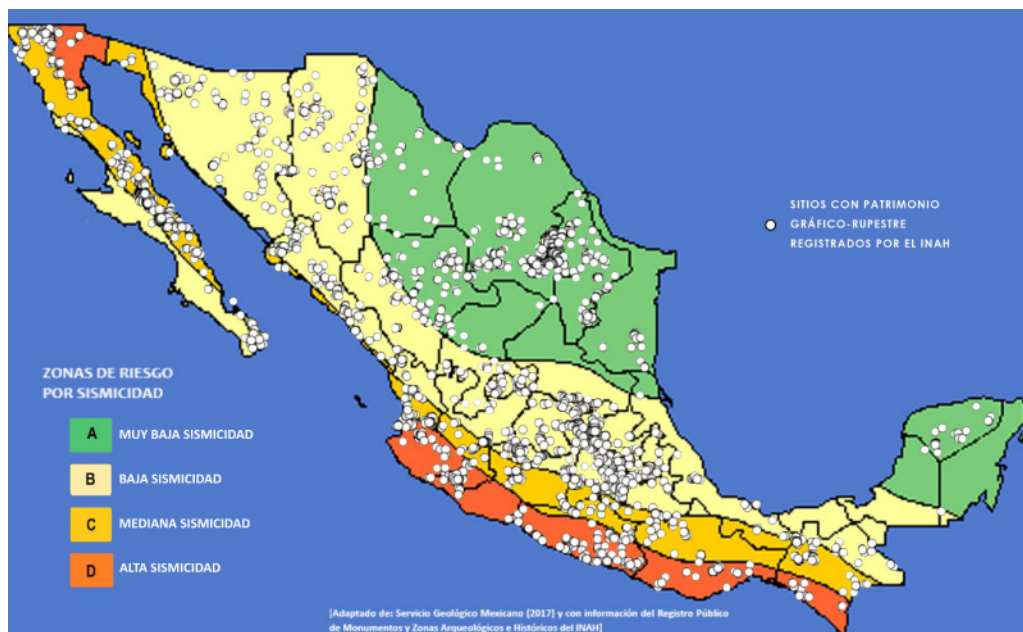 SITIOS CON PATRIMONIO
GRÁFICO-RUPESTRE
REGISTRADOS POR EL INAH
ZONAS DE RIESGO
POR SISMICIDAD
A MUY BAJA SISMICIDAD
B BAJA SISMICIDAD
C MEDIANA SISMICIDAD
D ALTA SISMICIDAD
[Adaptado de: Servicio Geológico Mexicano (2017) y con información del Registro Público
de Monumentos y Zonas Arqueológicos e Históricos del INAH]